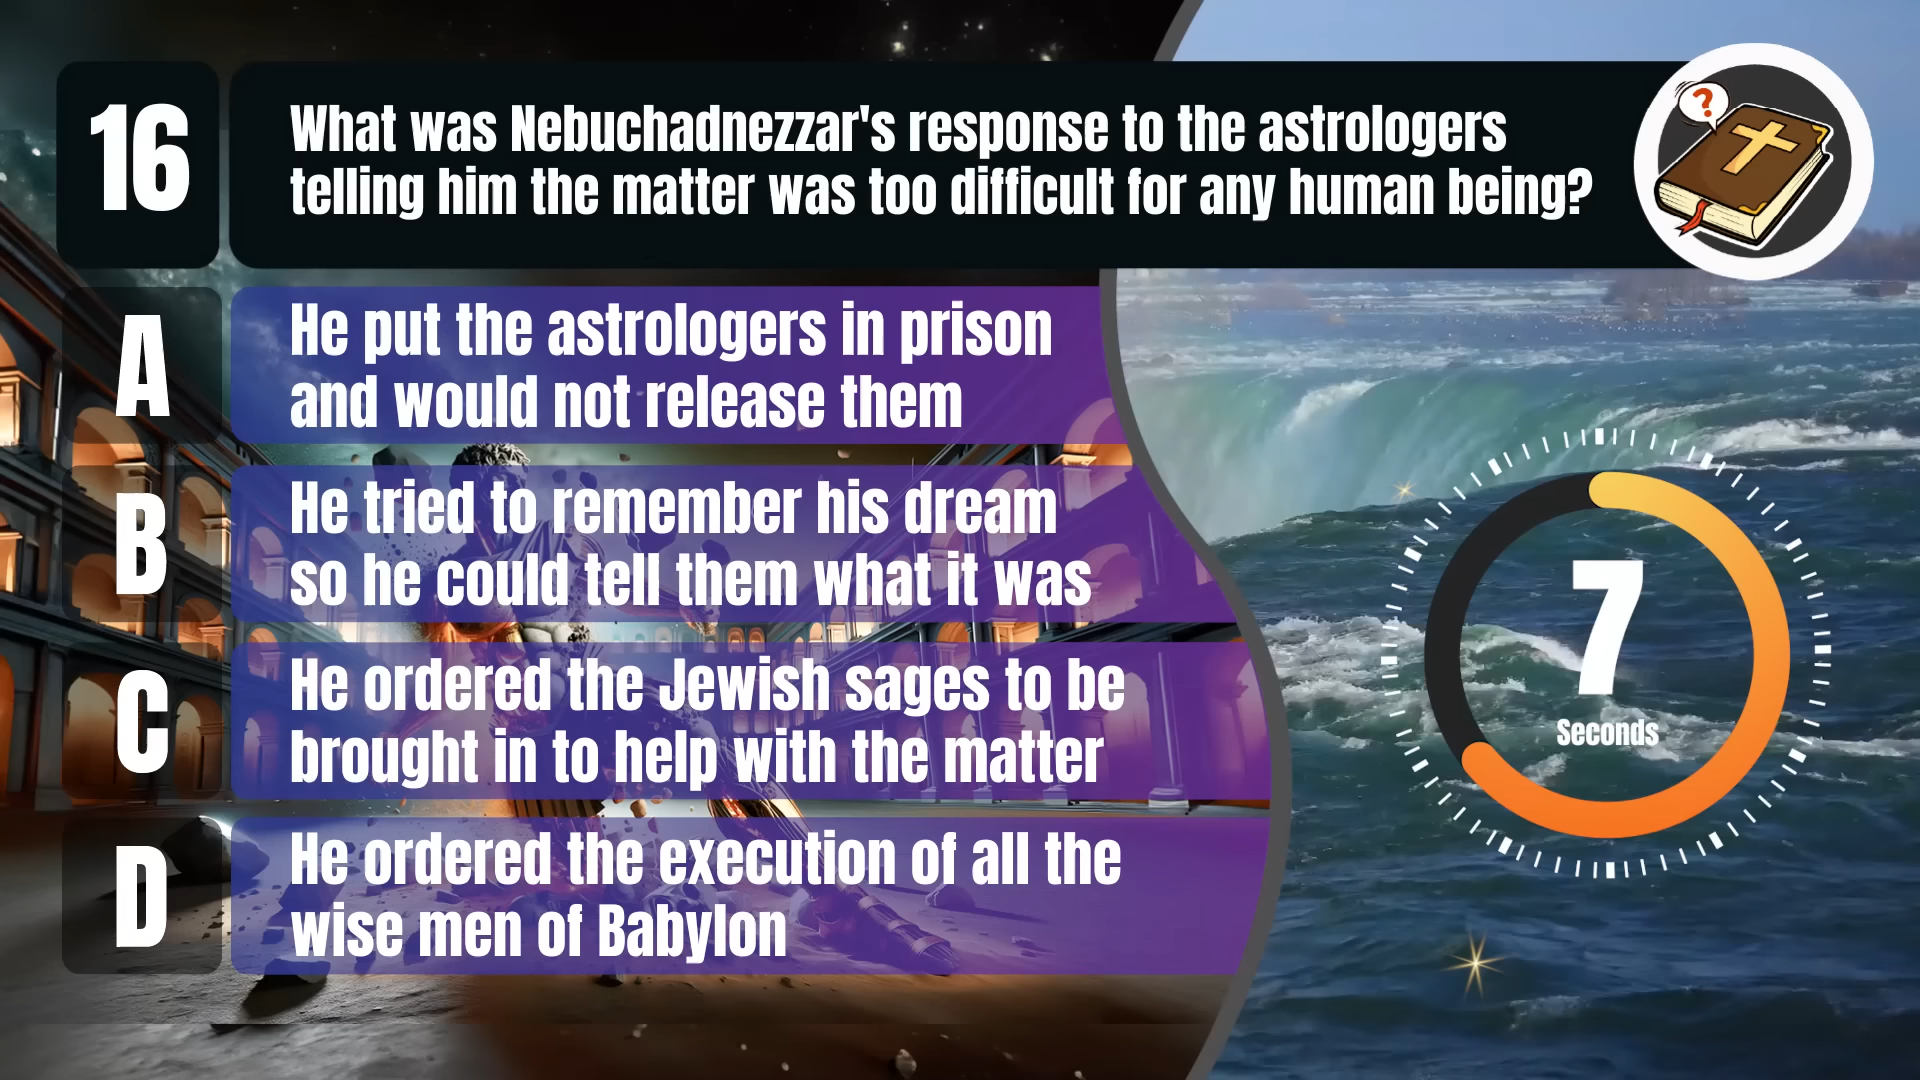 16
What was Nebuchadnezzar's response to the astrologers
telling him the matter was too difficult for any human being?
?
A
He put the astrologers in prison
and would not release them
B
He tried to remember his dream
so he could tell them what it was
C
He ordered the Jewish sages to be
brought in to help with the matter
D
He ordered the execution of all the
wise men of Babylon
7
Seconds